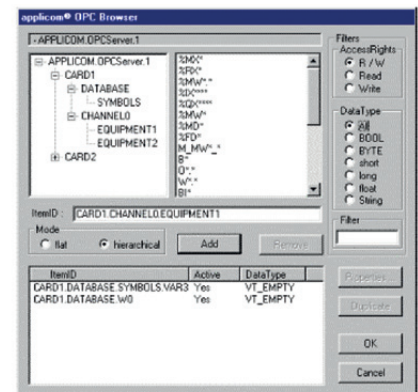 applicom® OPC Browser
- APPLICOM.OPCServer.1
APPLICOM.OPCServer.1
CARD1
DATABASE
SYMBOLS
CHANNEL0
EQUIPMENT1
EQUIPMENT2
CARD2
%MX*
%MW*.*
%IX*.***
%QX*.***
%MW*
%MD*
%FD*
M_MW*_*
B*
O*.*
W*.*
BI*
Filters
AccessRights
R / W
Read
Write
DataType
All
BOOL
BYTE
short
long
float
String
Filter
ItemID : CARD1.CHANNEL0.EQUIPMENT1
Mode
flat hierarchical Add Remove
ItemID Active DataType
CARD1.DATABASE.SYMBOLS.VAR3 Yes VT_EMPTY
CARD1.DATABASE.W0 Yes VT_EMPTY
Properties...
Duplicate
OK
Cancel